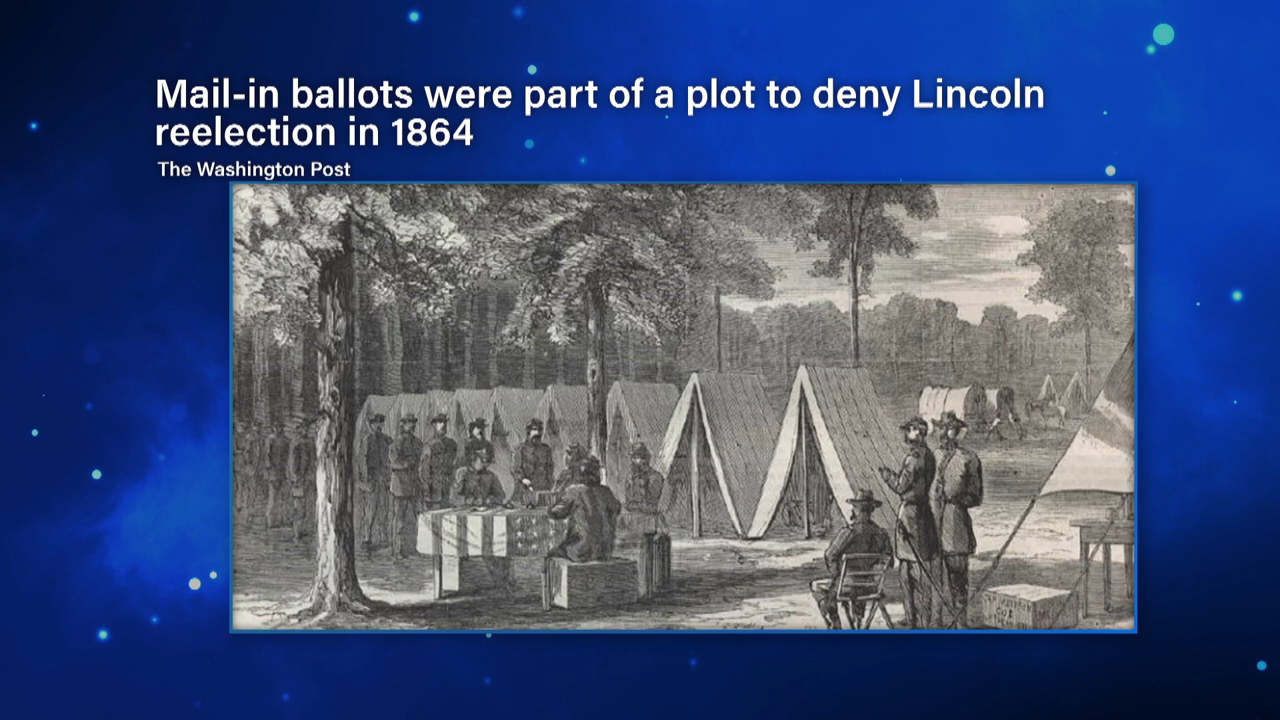 Mail-in ballots were part of a plot to deny Lincoln
reelection in 1864
The Washington Post